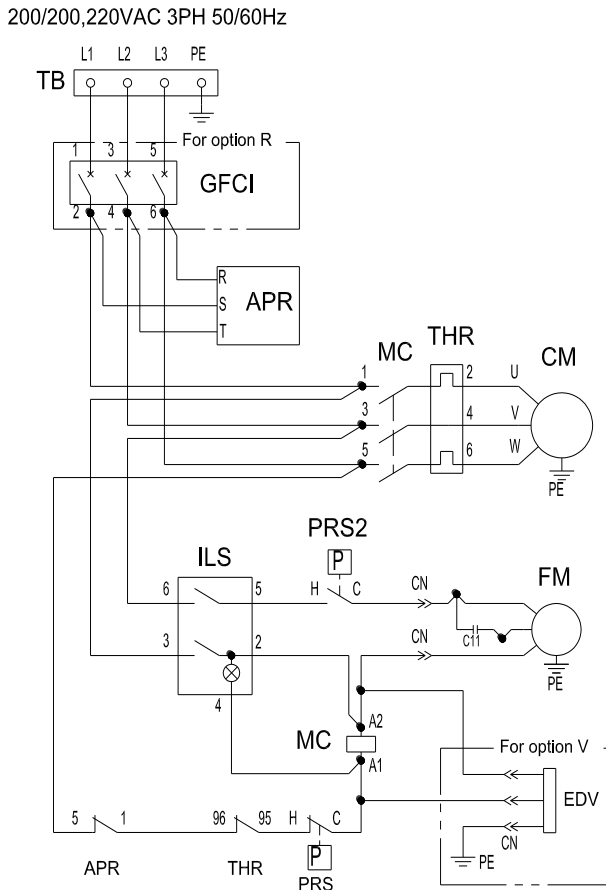 200/200,220VAC 3PH 50/60Hz
L1 L2 L3 PE
TB
For option R
1 3 5
GFCI
2 4 6
R
S
T
APR
MC THR CM
1 2 U
3 4 V
5 6 W
PE
PRS2
P
ILS
FM
6 5 H C CN
C11
3 2 CN
PE
4
A2
MC
A1
For option V
EDV
CN
PE
5 1 96 95 H C
P
APR THR PRS